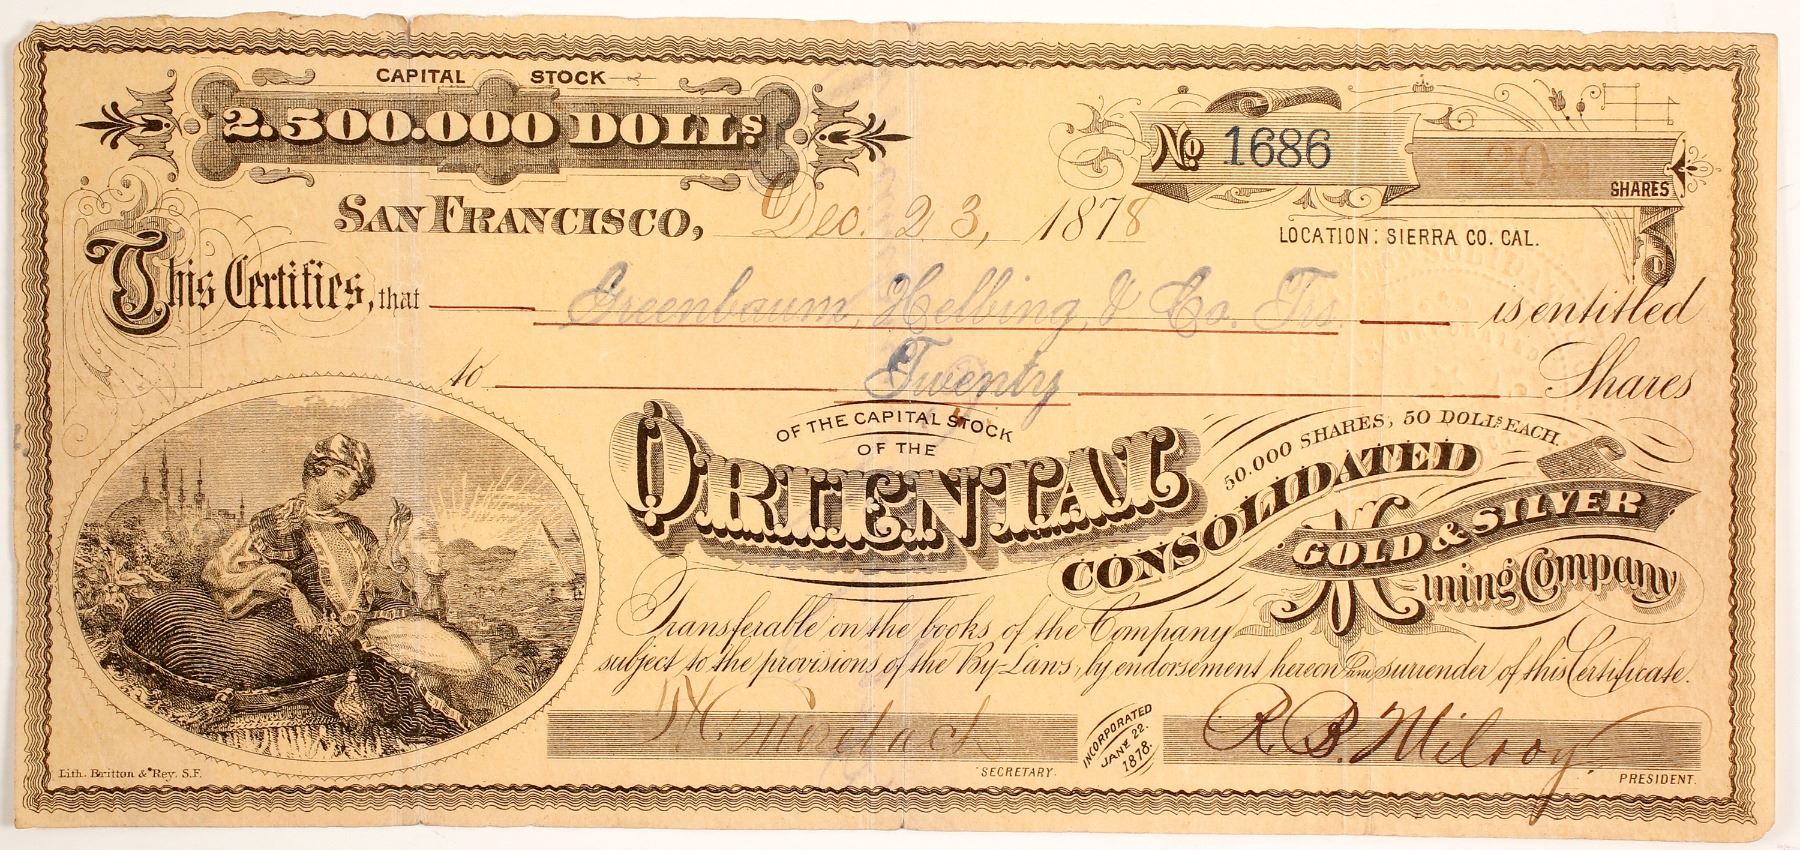 CAPITAL STOCK
2.500.000 DOLLs
No 1686
20 SHARES
SAN FRANCISCO, Dec. 23, 1878
LOCATION: SIERRA CO. CAL.
This Certifies, that Greenbaum, Helbing, & Co. Trs is entitled
to Twenty Shares
OF THE CAPITAL STOCK
OF THE
ORIENTAL
50.000 SHARES, 50 DOLLs EACH.
CONSOLIDATED
GOLD & SILVER
Mining Company
Transferable on the books of the Company
subject to the provisions of the By-Laws, by endorsement hereon and surrender of this Certificate.
SECRETARY.
INCORPORATED
JANE 22.
1878.
R. B. Milroy
PRESIDENT.
Lith. Britton & Rey. S.F.